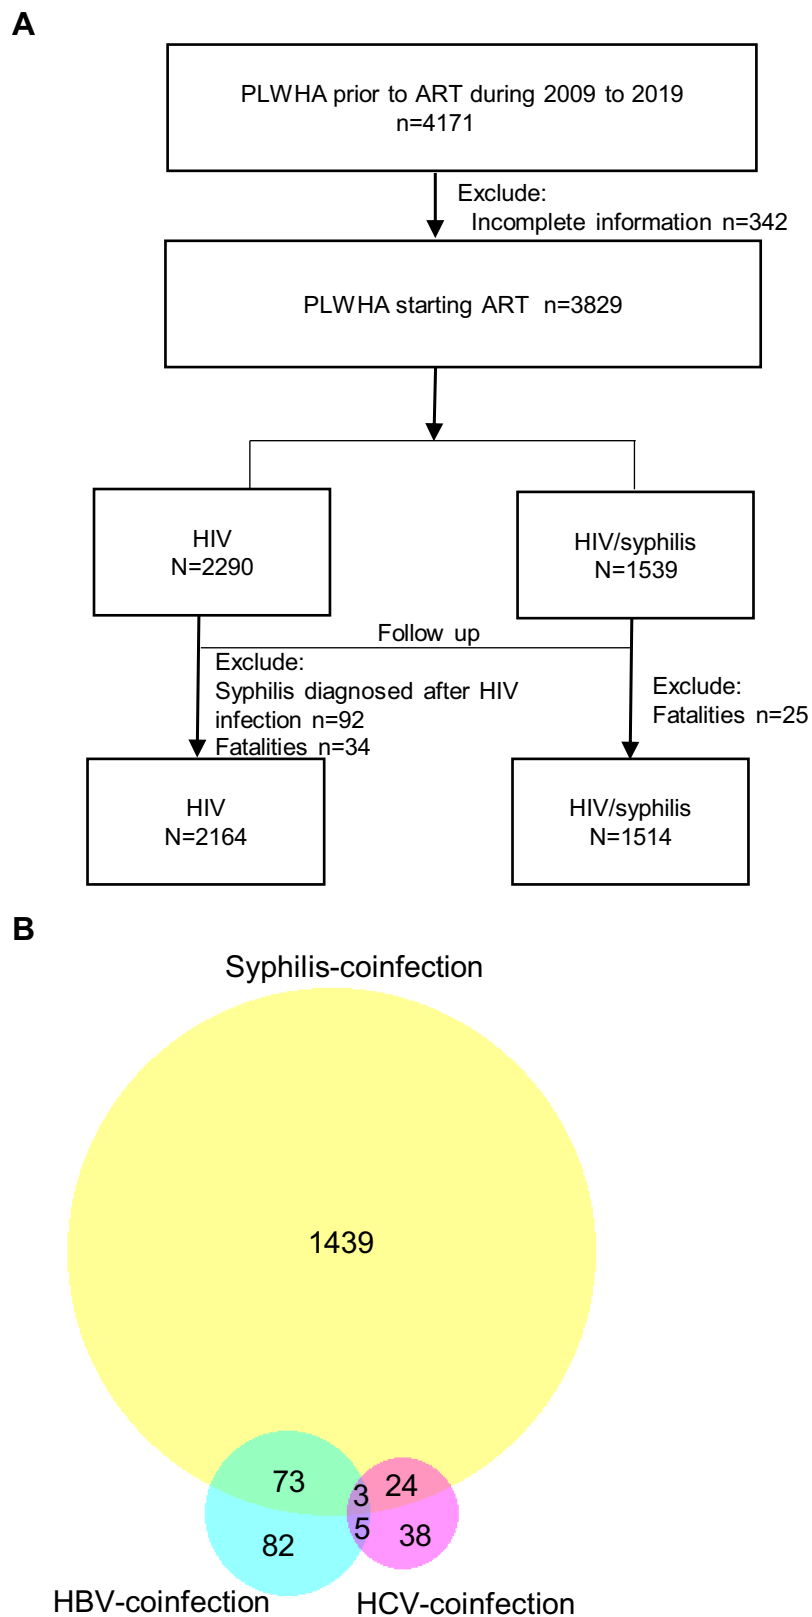 A
PLWHA prior to ART during 2009 to 2019
n=4171
Exclude:
Incomplete information n=342
PLWHA starting ART n=3829
HIV
N=2290
HIV/syphilis
N=1539
Follow up
Exclude:
Syphilis diagnosed after HIV
infection n=92
Fatalities n=34
Exclude:
Fatalities n=25
HIV
N=2164
HIV/syphilis
N=1514
B
Syphilis-coinfection
1439
73
3
24
82
5
38
HBV-coinfection
HCV-coinfection